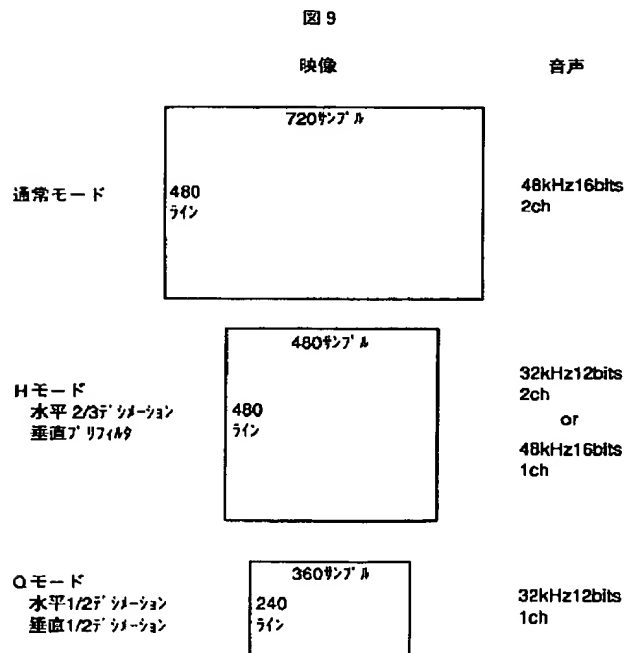 図 9
映像
音声
720ｻﾝﾌﾟﾙ
通常モード
480
ﾗｲﾝ
48kHz16bits
2ch
480ｻﾝﾌﾟﾙ
Hモード
水平 2/3ﾃﾞｼﾒｰｼｮﾝ
垂直ﾌﾟﾘﾌｨﾙﾀ
480
ﾗｲﾝ
32kHz12bits
2ch
or
48kHz16bits
1ch
360ｻﾝﾌﾟﾙ
Qモード
水平1/2ﾃﾞｼﾒｰｼｮﾝ
垂直1/2ﾃﾞｼﾒｰｼｮﾝ
240
ﾗｲﾝ
32kHz12bits
1ch